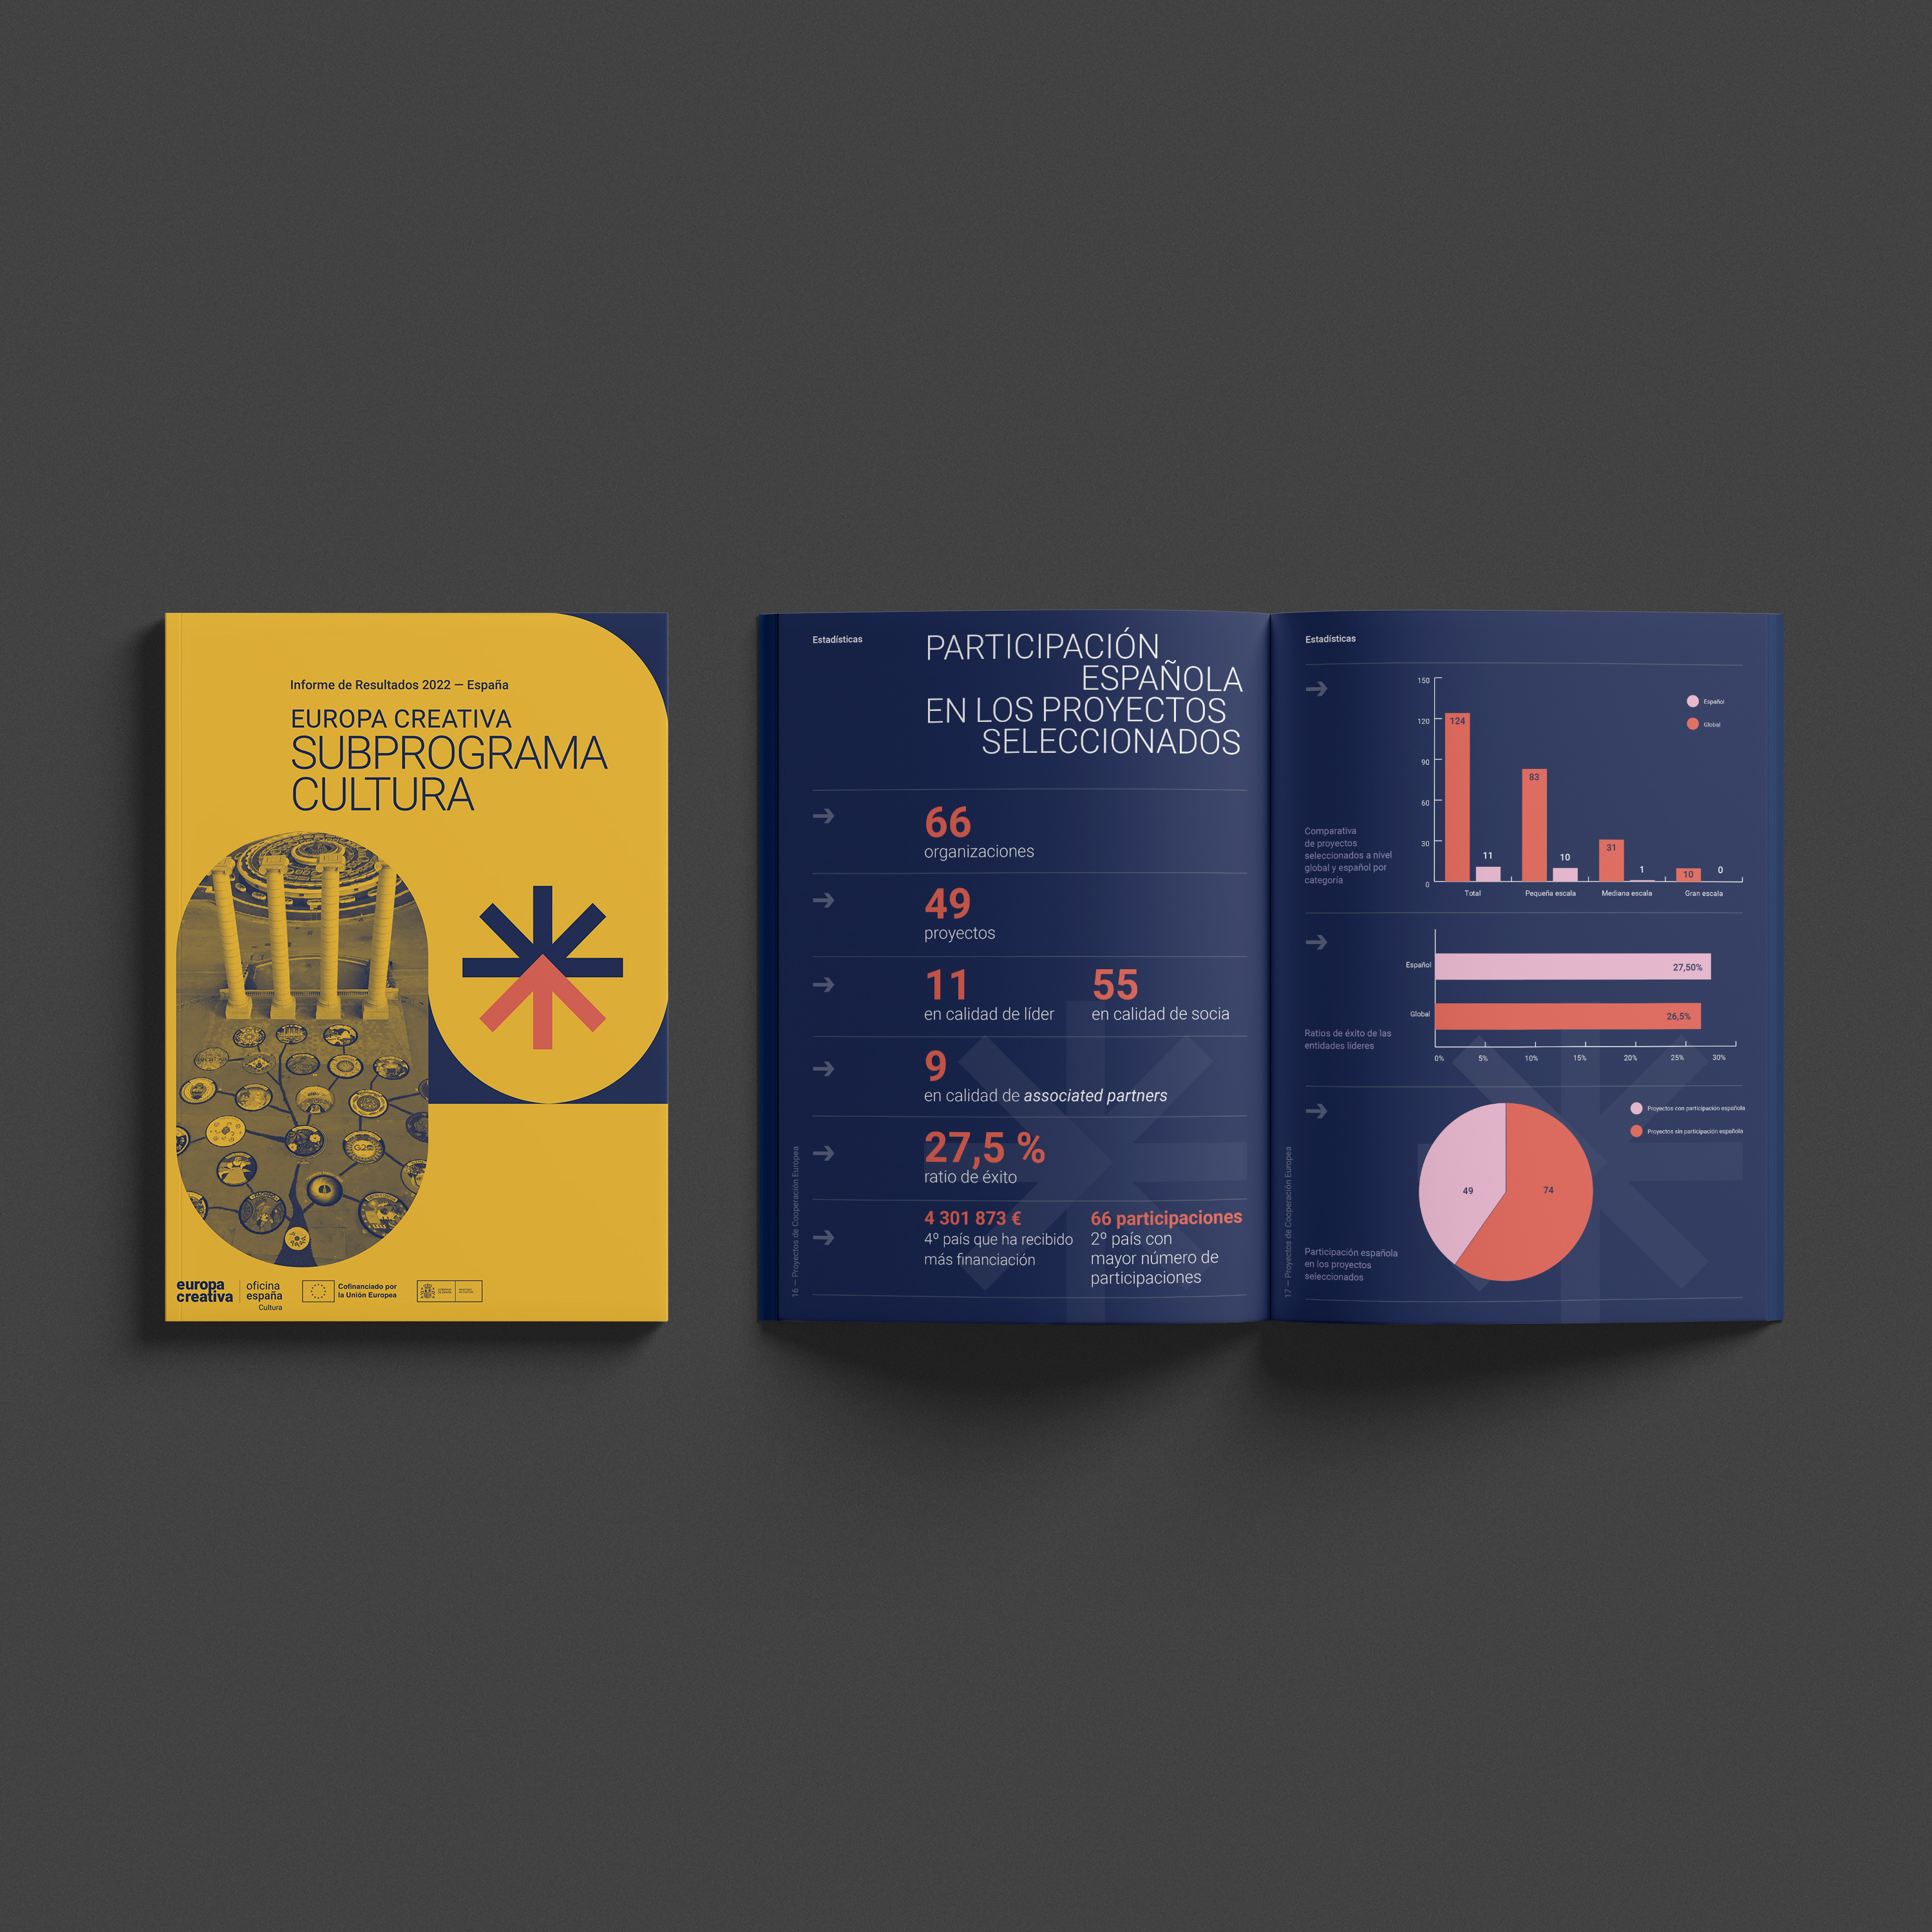 Informe de Resultados 2022 — España
EUROPA CREATIVA
SUBPROGRAMA
CULTURA
europa
creativa
oficina
españa
Cultura
Cofinanciado por
la Unión Europea
Estadísticas
PARTICIPACIÓN
ESPAÑOLA
EN LOS PROYECTOS
SELECCIONADOS
66
organizaciones
49
proyectos
11
en calidad de líder
55
en calidad de socia
9
en calidad de associated partners
27,5 %
ratio de éxito
4 301 873 €
4º país que ha recibido
más financiación
66 participaciones
2º país con
mayor número de
participaciones
16 — Proyectos de Cooperación Europea
Estadísticas
Comparativa
de proyectos
seleccionados a nivel
global y español por
categoría
150
120
90
60
30
0
124
11
83
10
31
1
10
0
Total
Pequeña escala
Mediana escala
Gran escala
Español
Global
Ratios de éxito de las
entidades líderes
Español
27,50%
Global
26,5%
0%
5%
10%
15%
20%
25%
30%
Participación española
en los proyectos
seleccionados
49
74
Proyectos con participación española
Proyectos sin participación española
17 — Proyectos de Cooperación Europea